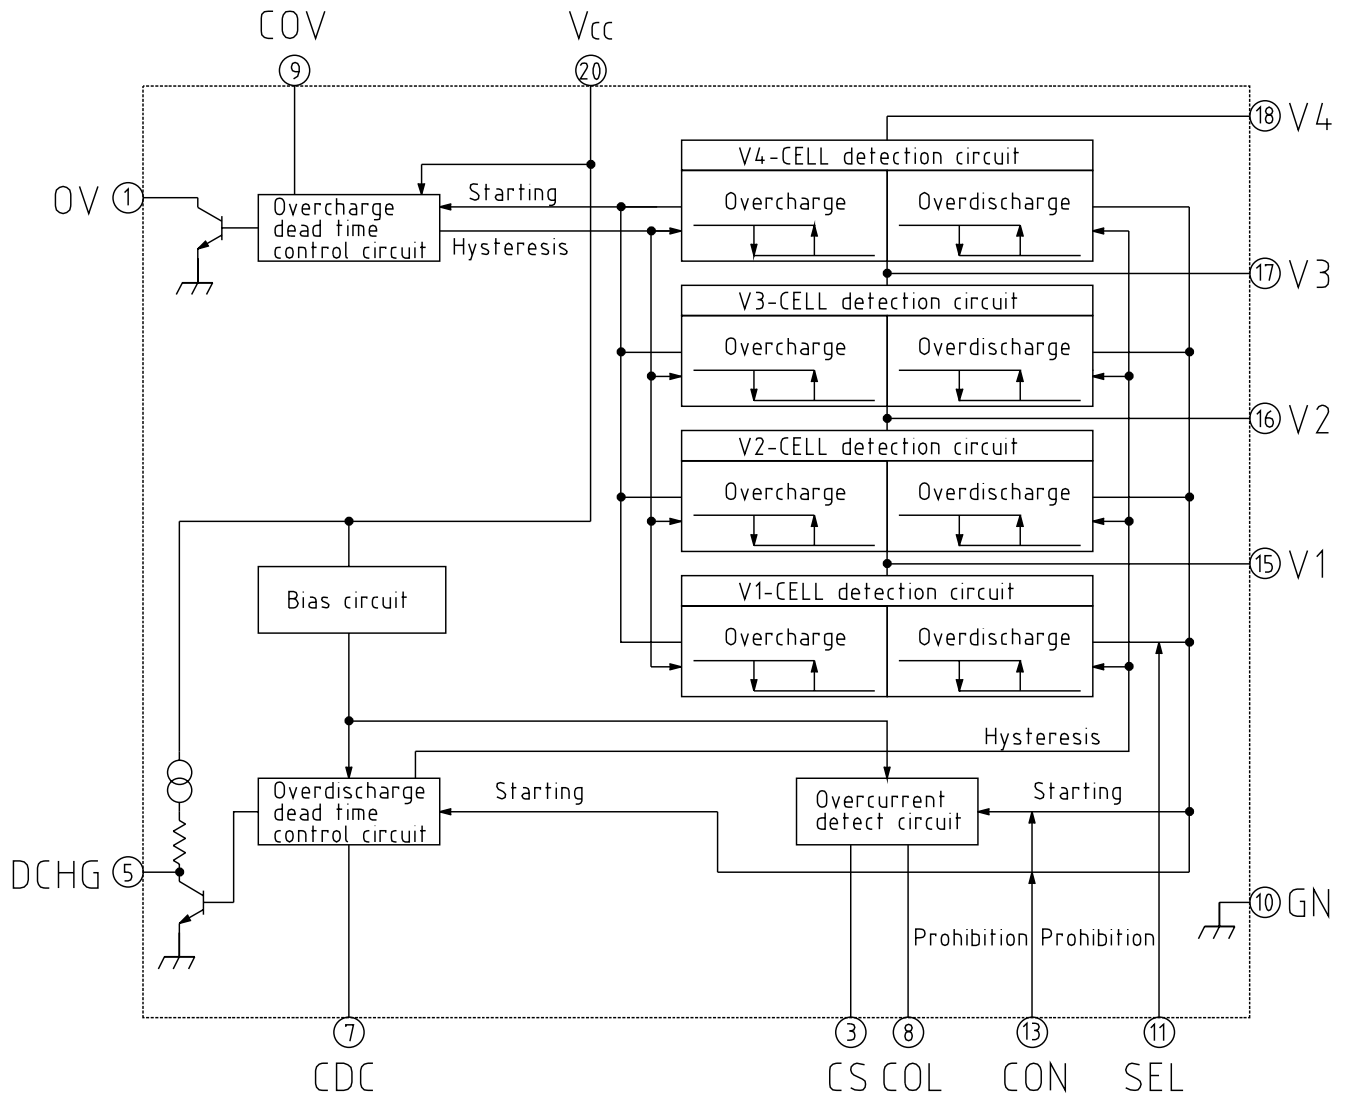 COV
Vcc
9
20
18 V4
V4-CELL detection circuit
OV 1
Starting
Overcharge
Overdischarge
Overcharge
dead time
control circuit
Hysteresis
17 V3
V3-CELL detection circuit
Overcharge
Overdischarge
16 V2
V2-CELL detection circuit
Overcharge
Overdischarge
15 V1
Bias circuit
V1-CELL detection circuit
Overcharge
Overdischarge
Hysteresis
Overdischarge
dead time
control circuit
Starting
Overcurrent
detect circuit
Starting
DCHG 5
10 GN
Prohibition
Prohibition
7
3
8
13
11
CDC
CS
COL
CON
SEL